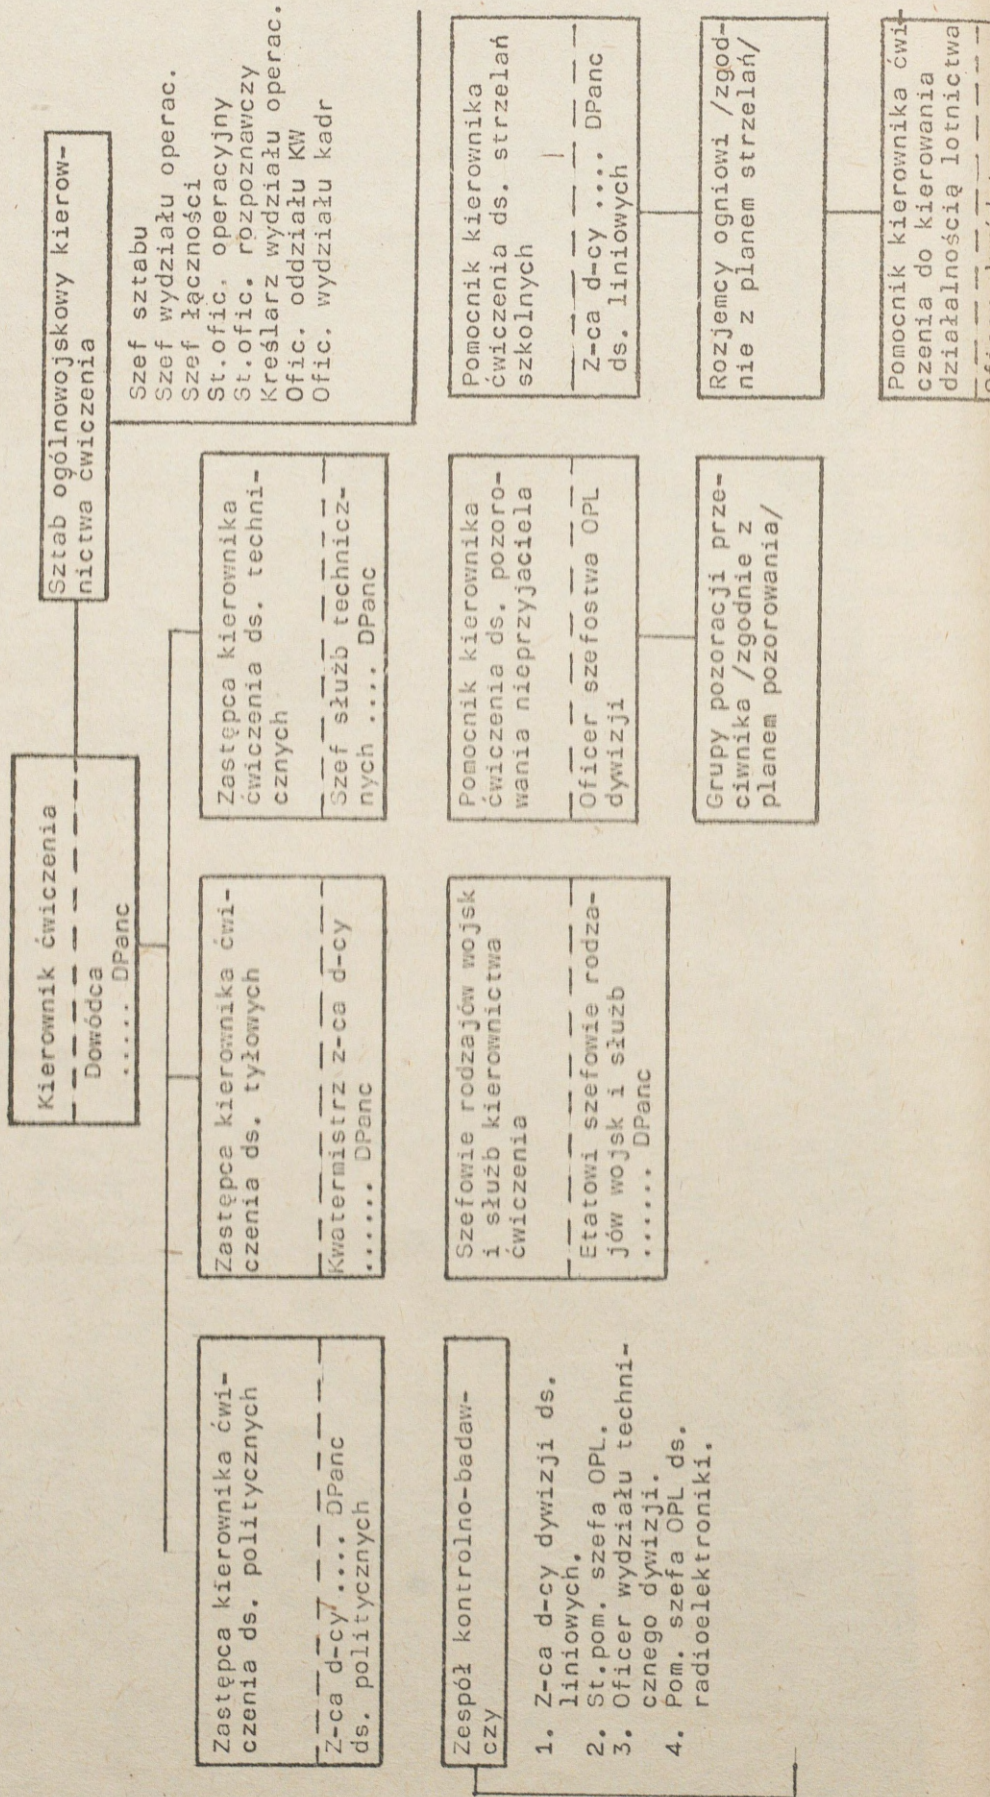 Kierownik ćwiczenia
Dowódca
..... DPanc
Sztab ogólnowojskowy kierow-
nictwa ćwiczenia
Szef sztabu
Szef wydziału operac.
Szef łączności
St.ofic. operacyjny
St.ofic. rozpoznawczy
Kreślarz wydziału operac.
Ofic. oddziału KW
Ofic. wydziału kadr
Zastępca kierownika ćwi-
czenia ds. politycznych
Z-ca d-cy .... DPanc
ds. politycznych
Zastępca kierownika ćwi-
czenia ds. tyłowych
Kwatermistrz z-ca d-cy
...... DPanc
Zastępca kierownika
ćwiczenia ds. techni-
cznych
Szef służb technicz-
nych .... DPanc
Zespół kontrolno-badaw-
czy
1. Z-ca d-cy dywizji ds.
liniowych.
2. St.pom. szefa OPL.
3. Oficer wydziału techni-
cznego dywizji.
4. Pom. szefa OPL ds.
radioelektroniki.
Szefowie rodzajów wojsk
i służb kierownictwa
ćwiczenia
Etatowi szefowie rodza-
jów wojsk i służb
...... DPanc
Pomocnik kierownika
ćwiczenia ds. pozoro-
wania nieprzyjaciela
Oficer szefostwa OPL
dywizji
Grupy pozoracji prze-
ciwnika /zgodnie z
planem pozorowania/
Pomocnik kierownika
ćwiczenia ds. strzelań
szkolnych
Z-ca d-cy .... DPanc
ds. liniowych
Rozjemcy ogniowi /zgod-
nie z planem strzelań/
Pomocnik kierownika ćwi-
czenia do kierowania
działalnością lotnictwa